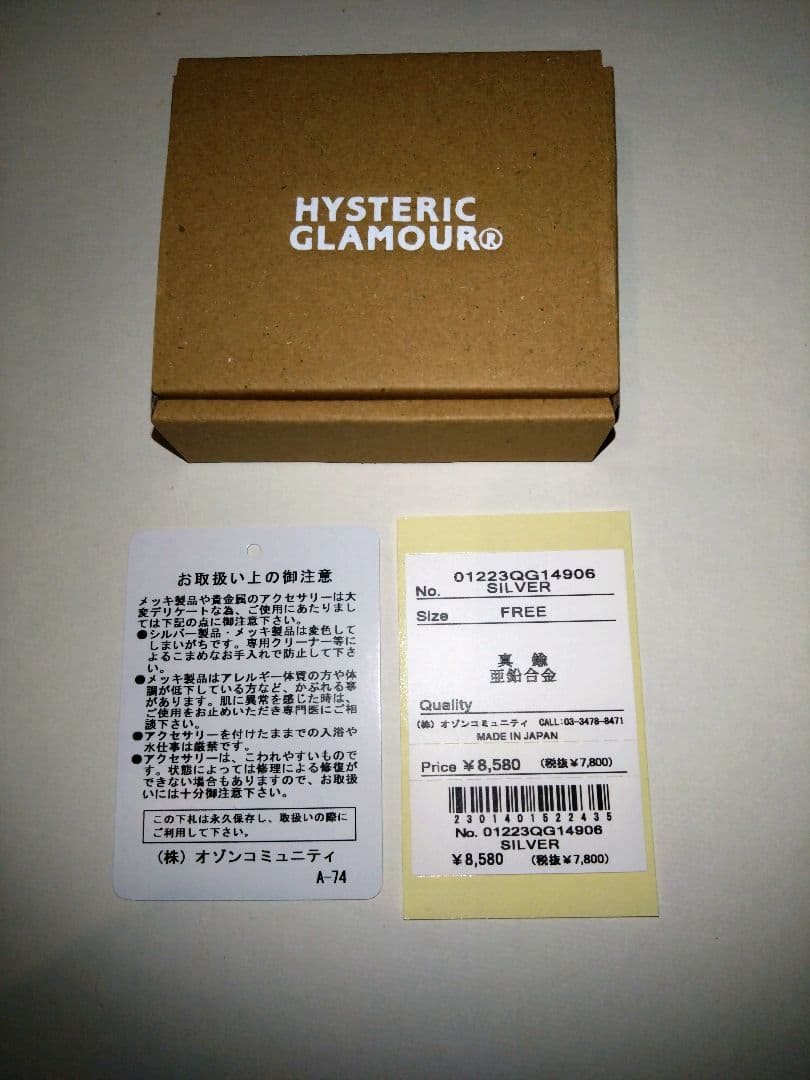 HYSTERIC
GLAMOUR®
お取扱い上の御注意
メッキ製品や貴金属のアクセサリーは大
変デリケートな為、ご使用にあたりまし
ては下記の点に御注意下さい。
●シルバー製品・メッキ製品は変色して
しまいがちです。専用クリーナー等に
よるこまめなお手入れで防止して下さ
い。
●メッキ製品はアレルギー体質の方や体
調が低下している方など、かぶれる事
があります。肌に異常を感じた時は、
ご使用をお止めいただき専門医にご相
談下さい。
●アクセサリーを付けたままでの入浴や
水仕事は厳禁です。
●アクセサリーは、こわれやすいもので
す。状態によっては修理による修復が
できない場合もありますので、お取扱
いには十分御注意下さい。
この下札は永久保存し、取扱いの際に
ご利用して下さい。
(株)オゾンコミュニティ
A-74
No. 01223QG14906
SILVER
Size FREE
真鍮
亜鉛合金
Quality
(株)オゾンコミュニティ CALL:03-3478-8471
MADE IN JAPAN
Price ¥8,580 (税抜¥7,800)
2301401522435
No. 01223QG14906
SILVER
¥8,580 (税抜¥7,800)